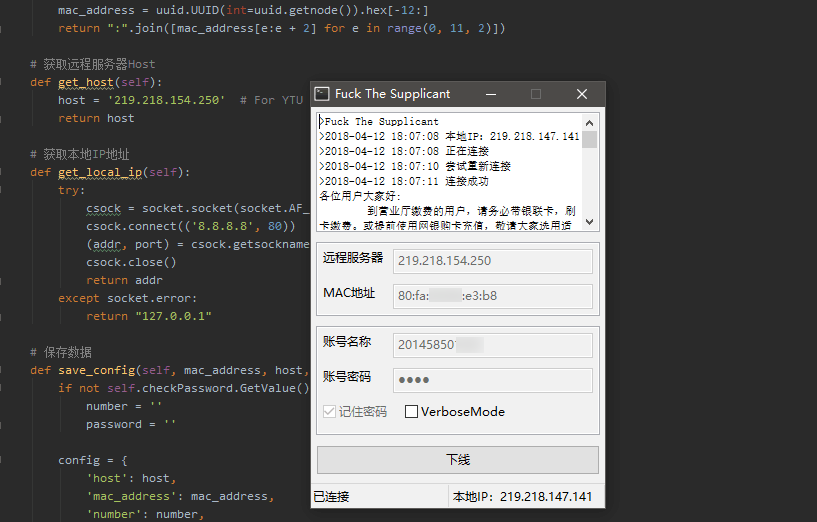 mac_address = uuid.UUID(int=uuid.getnode()).hex[-12:]
return ":".join([mac_address[e:e + 2] for e in range(0, 11, 2)])
# 获取远程服务器Host
def get_host(self):
host = '219.218.154.250'  # For YTU
return host
# 获取本地IP地址
def get_local_ip(self):
try:
csock = socket.socket(socket.AF_
csock.connect(('8.8.8.8', 80))
(addr, port) = csock.getsockname
csock.close()
return addr
except socket.error:
return "127.0.0.1"
# 保存数据
def save_config(self, mac_address, host,
if not self.checkPassword.GetValue()
number = ''
password = ''
config = {
'host': host,
'mac_address': mac_address,
'number': number,
Fuck The Supplicant
>Fuck The Supplicant
>2018-04-12 18:07:08 本地IP: 219.218.147.141
>2018-04-12 18:07:08 正在连接
>2018-04-12 18:07:10 尝试重新连接
>2018-04-12 18:07:11 连接成功
各位用户大家好:
到营业厅缴费的用户，请务必带银联卡，刷
卡缴费。或提前使用网银购卡充值，敬请大家选用适
远程服务器
219.218.154.250
MAC地址
80:fa: :e3:b8
账号名称
20145850
账号密码
●●●●
记住密码
VerboseMode
下线
已连接
本地IP：219.218.147.141